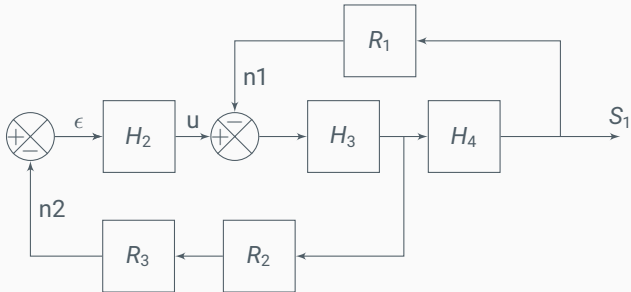 R1
n1
S1
+
−
ϵ
H2
u
+
−
H3
H4
n2
R3
R2